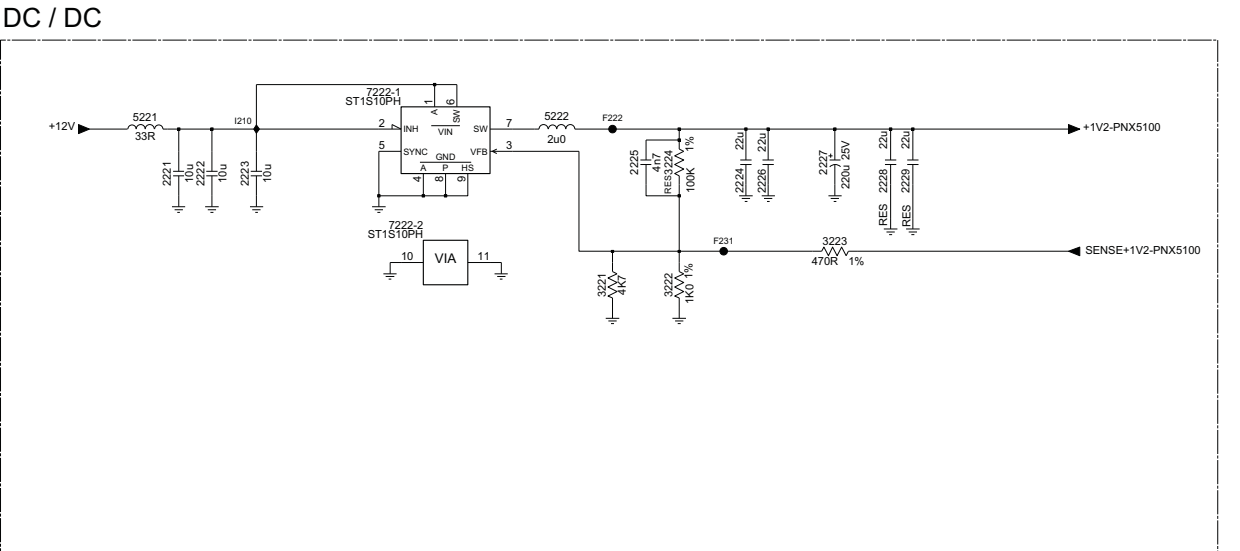 DC / DC
7222-1
ST1S10PH
1
6
A
SW
VIN
5221
33R
+12V
I210
2
INH
SW
7
5222
2u0
F222
+1V2-PNX5100
5
SYNC
VFB
3
GND
A
P
HS
4
8
9
2221
10u
2222
10u
2223
10u
2225
4n7
RES
3224
100K
1%
2224
22u
2226
22u
2227
220u 25V
+
RES
2228
22u
RES
2229
22u
7222-2
ST1S10PH
10
VIA
11
F231
3223
470R 1%
SENSE+1V2-PNX5100
3221
4K7
3222
1K0 1%